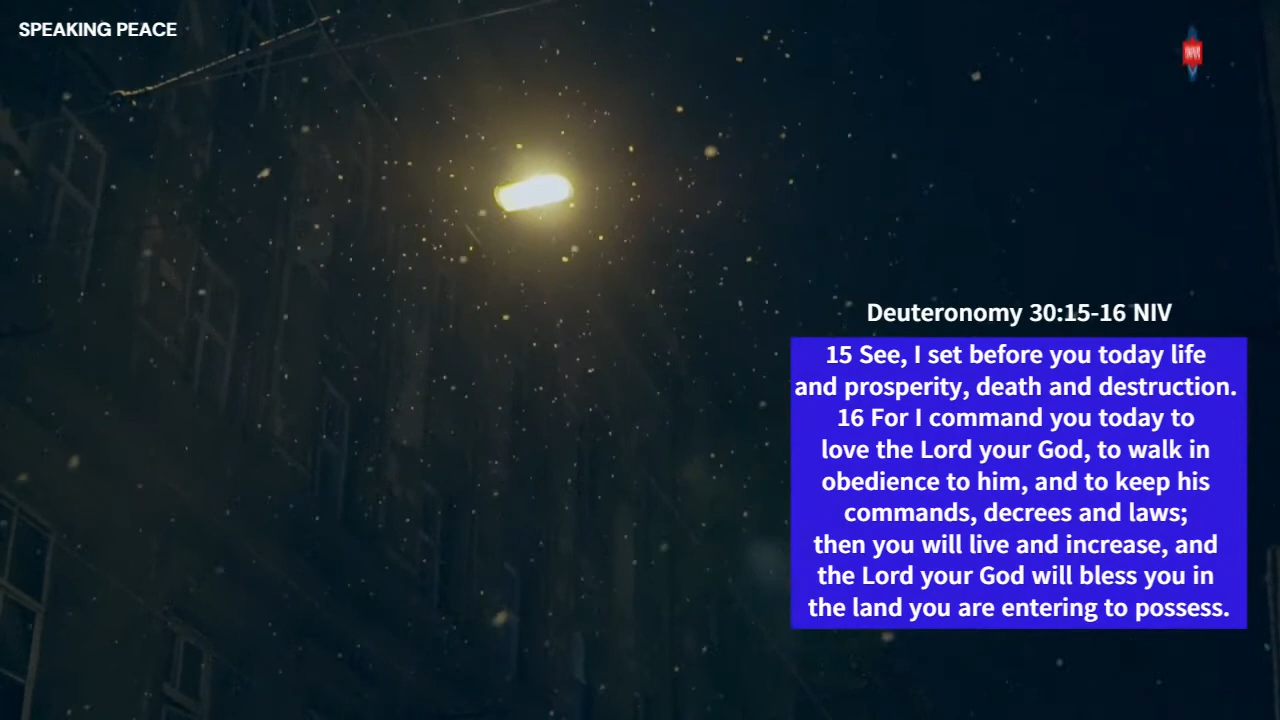 SPEAKING PEACE
Deuteronomy 30:15-16 NIV
15 See, I set before you today life
and prosperity, death and destruction.
16 For I command you today to
love the Lord your God, to walk in
obedience to him, and to keep his
commands, decrees and laws;
then you will live and increase, and
the Lord your God will bless you in
the land you are entering to possess.